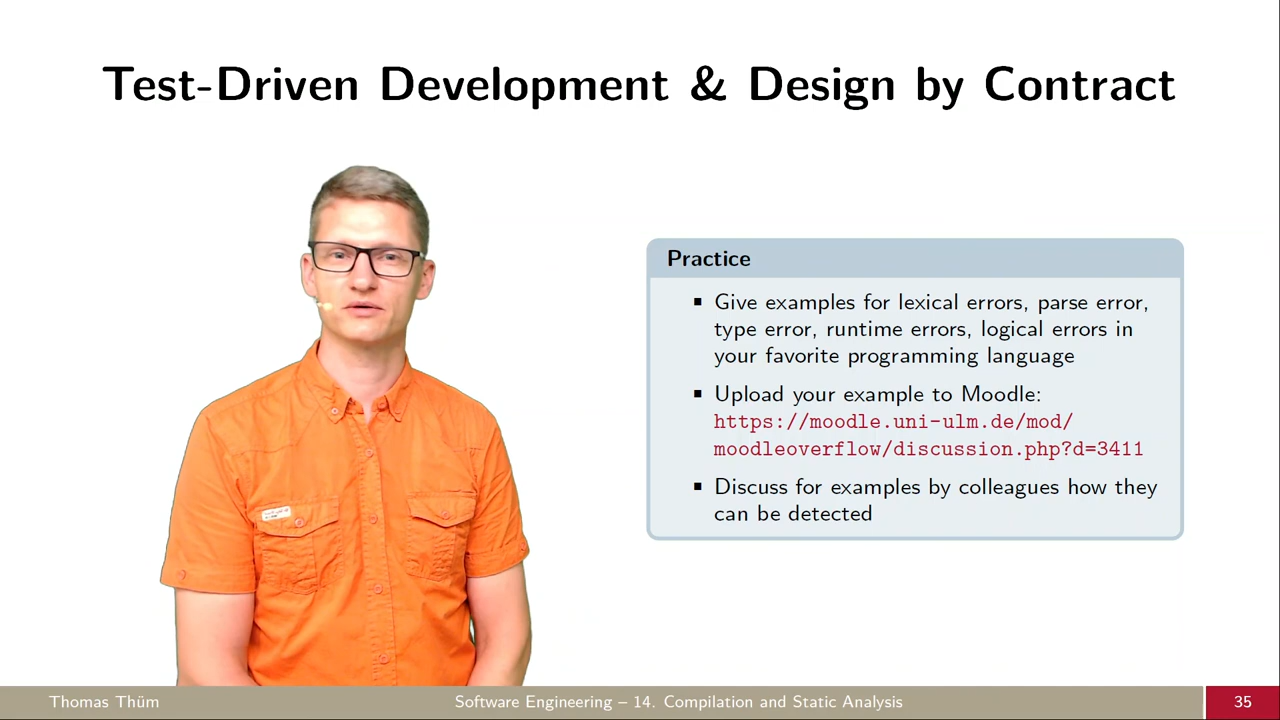 Test-Driven Development & Design by Contract
Practice
▪ Give examples for lexical errors, parse error,
type error, runtime errors, logical errors in
your favorite programming language
▪ Upload your example to Moodle:
https://moodle.uni-ulm.de/mod/
moodleoverflow/discussion.php?d=3411
▪ Discuss for examples by colleagues how they
can be detected
Thomas Thüm
Software Engineering – 14. Compilation and Static Analysis
35